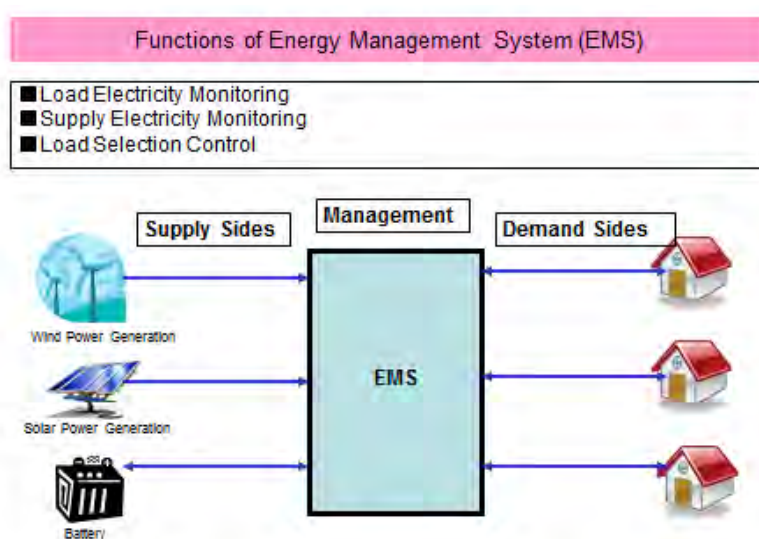 Functions of Energy Management System (EMS)
■ Load Electricity Monitoring
■ Supply Electricity Monitoring
■ Load Selection Control
Supply Sides
Management
Demand Sides
Wind Power Generation
EMS
Solar Power Generation
Battery